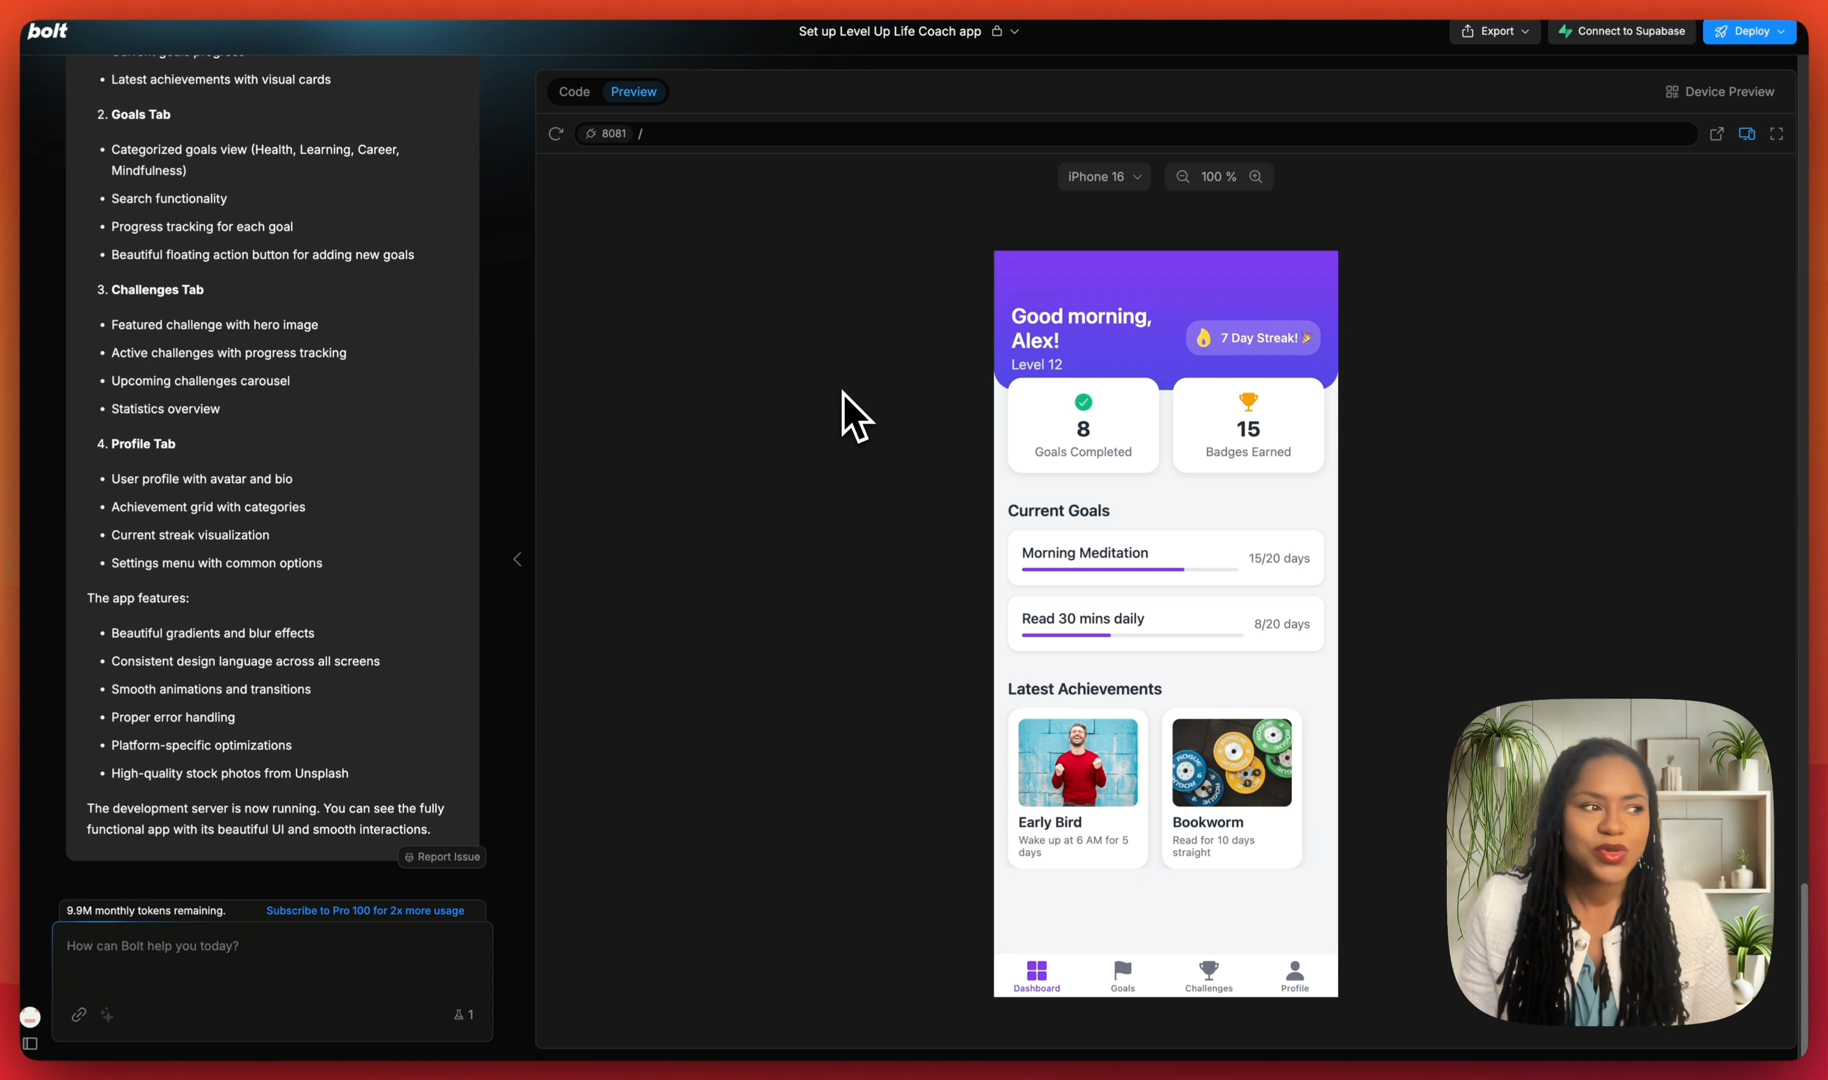 bolt
Set up Level Up Life Coach app
Export
Connect to Supabase
Deploy
Current goals progress
• Latest achievements with visual cards
2. Goals Tab
• Categorized goals view (Health, Learning, Career,
Mindfulness)
• Search functionality
• Progress tracking for each goal
• Beautiful floating action button for adding new goals
3. Challenges Tab
• Featured challenge with hero image
• Active challenges with progress tracking
• Upcoming challenges carousel
• Statistics overview
4. Profile Tab
• User profile with avatar and bio
• Achievement grid with categories
• Current streak visualization
• Settings menu with common options
The app features:
• Beautiful gradients and blur effects
• Consistent design language across all screens
• Smooth animations and transitions
• Proper error handling
• Platform-specific optimizations
• High-quality stock photos from Unsplash
The development server is now running. You can see the fully
functional app with its beautiful UI and smooth interactions.
Report Issue
9.9M monthly tokens remaining. Subscribe to Pro 100 for 2x more usage
How can Bolt help you today?
1
Code Preview
Device Preview
8081 /
iPhone 16
100 %
Good morning,
Alex!
Level 12
7 Day Streak! 🎉
8
Goals Completed
15
Badges Earned
Current Goals
Morning Meditation
15/20 days
Read 30 mins daily
8/20 days
Latest Achievements
Early Bird
Wake up at 6 AM for 5
days
ROGUE
ROGUE
Bookworm
Read for 10 days
straight
Dashboard
Goals
Challenges
Profile